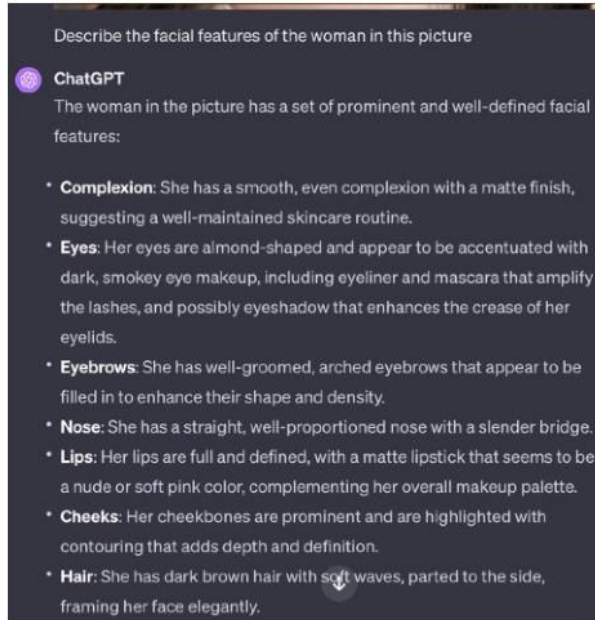 Describe the facial features of the woman in this picture
ChatGPT
The woman in the picture has a set of prominent and well-defined facial
features:
• Complexion: She has a smooth, even complexion with a matte finish,
suggesting a well-maintained skincare routine.
• Eyes: Her eyes are almond-shaped and appear to be accentuated with
dark, smokey eye makeup, including eyeliner and mascara that amplify
the lashes, and possibly eyeshadow that enhances the crease of her
eyelids.
• Eyebrows: She has well-groomed, arched eyebrows that appear to be
filled in to enhance their shape and density.
• Nose: She has a straight, well-proportioned nose with a slender bridge.
• Lips: Her lips are full and defined, with a matte lipstick that seems to be
a nude or soft pink color, complementing her overall makeup palette.
• Cheeks: Her cheekbones are prominent and are highlighted with
contouring that adds depth and definition.
• Hair: She has dark brown hair with soft waves, parted to the side,
framing her face elegantly.